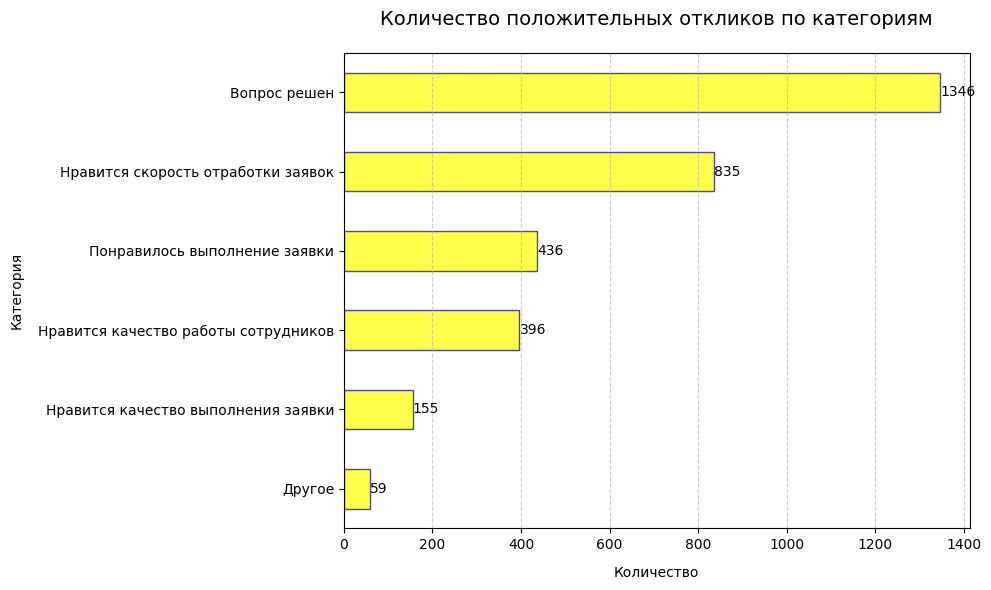 Количество положительных откликов по категориям
Вопрос решен
1346
Нравится скорость отработки заявок
835
Понравилось выполнение заявки
436
Нравится качество работы сотрудников
396
Нравится качество выполнения заявки
155
Другое
59
0 200 400 600 800 1000 1200 1400
Количество
Категория